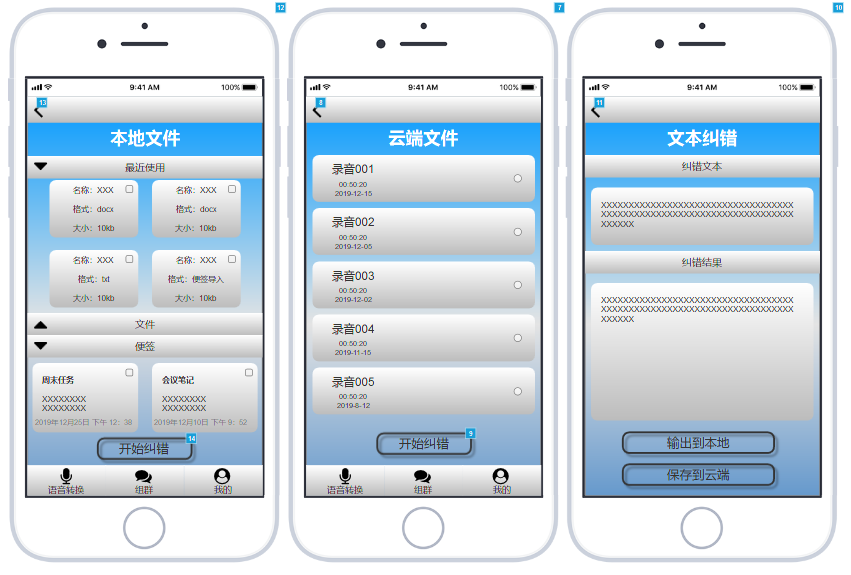 12
9:41 AM
100%
13
本地文件
最近使用
名称：XXX
格式：docx
大小：10kb
名称：XXX
格式：docx
大小：10kb
名称：XXX
格式：txt
大小：10kb
名称：XXX
格式：便签导入
大小：10kb
文件
便签
周末任务
XXXXXXXX
XXXXXXXX
2019年12月25日 下午 12：38
会议笔记
XXXXXXXX
XXXXXXXX
2019年12月10日 下午 9：52
14
开始纠错
语音转换
组群
我的
7
9:41 AM
100%
8
云端文件
录音001
00:50:20
2019-12-15
录音002
00:50:20
2019-12-05
录音003
00:50:20
2019-12-02
录音004
00:50:20
2019-11-15
录音005
00:50:20
2019-8-12
9
开始纠错
语音转换
组群
我的
10
9:41 AM
100%
11
文本纠错
纠错文本
XXXXXXXXXXXXXXXXXXXXXXXXXXXXXXXXXXX
XXXXXXXXXXXXXXXXXXXXXXXXXXXXXXXXXXX
XXXXXX
纠错结果
XXXXXXXXXXXXXXXXXXXXXXXXXXXXXXXXXXX
XXXXXXXXXXXXXXXXXXXXXXXXXXXXXXXXXXX
XXXXXX
输出到本地
保存到云端